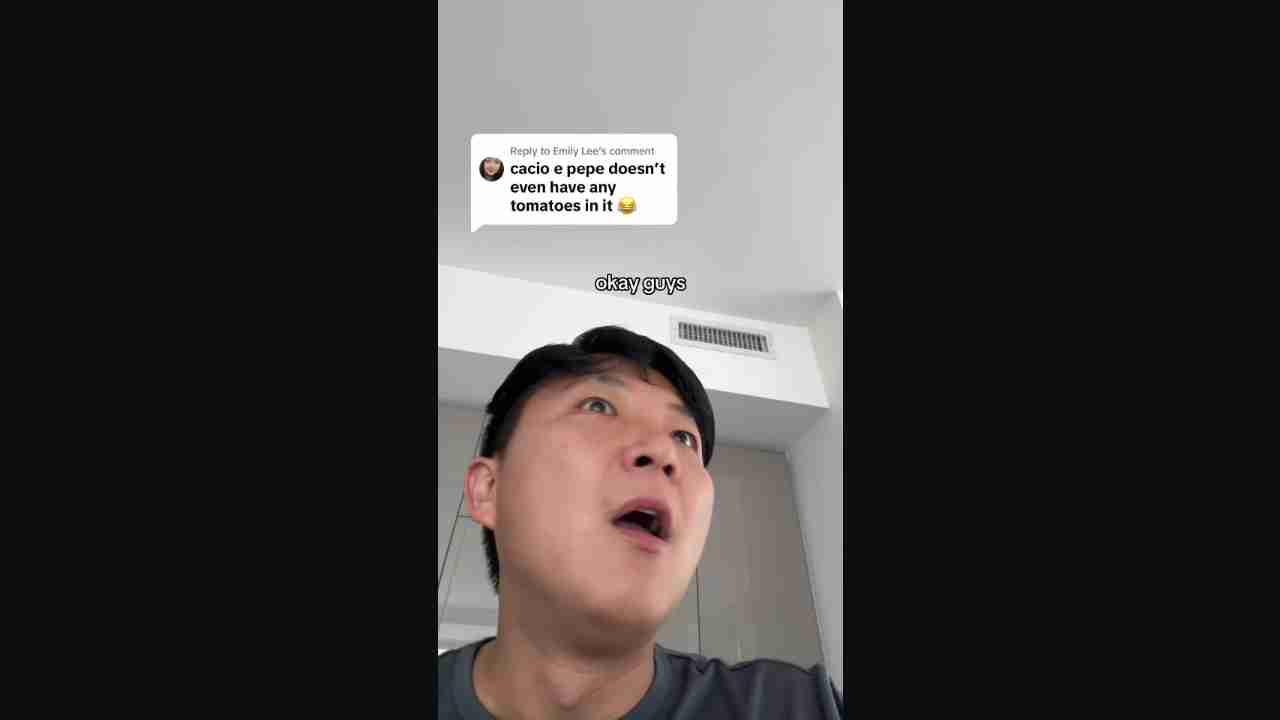 Reply to Emily Lee's comment
cacio e pepe doesn't
even have any
tomatoes in it 😂
okay guys